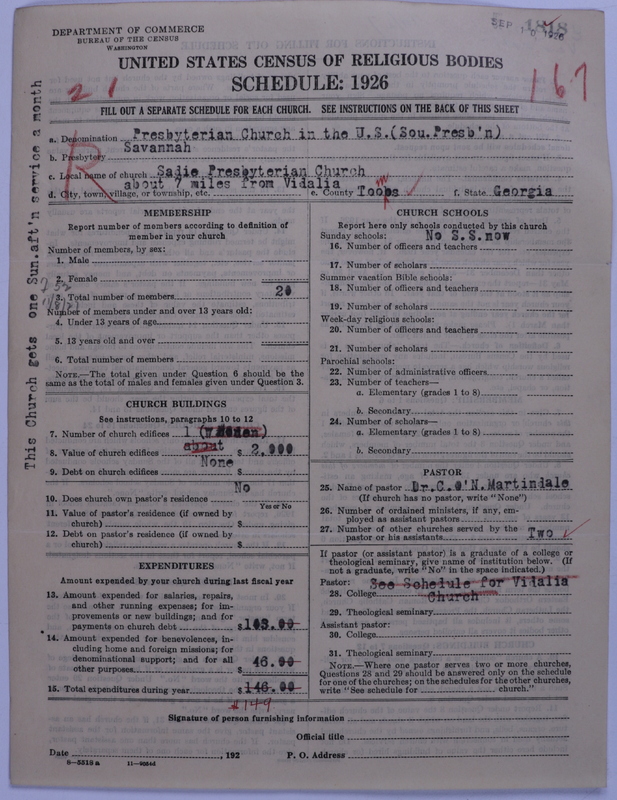 DEPARTMENT OF COMMERCE
BUREAU OF THE CENSUS
WASHINGTON
SEP 1926
UNITED STATES CENSUS OF RELIGIOUS BODIES
SCHEDULE: 1926
2 1
167
FILL OUT A SEPARATE SCHEDULE FOR EACH CHURCH. SEE INSTRUCTIONS ON THE BACK OF THIS SHEET
This Church gets one Sun.aft'n service a month
R
a. Denomination Presbyterian Church in the U.S.(Sou.Presb'n)
b. Presbytery Savannah
c. Local name of church Sadie Presbyterian Church
d. City, town, village, or township, etc. about 7 miles from Vidalia e. County Toobs m f. State Georgia
MEMBERSHIP
Report number of members according to definition of
member in your church
Number of members, by sex:
1. Male
2. Female
3. Total number of members 20
Number of members under and over 13 years old:
4. Under 13 years of age
5. 13 years old and over
6. Total number of members
NOTE.—The total given under Question 6 should be the
same as the total of males and females given under Question 3.
CHURCH BUILDINGS
See instructions, paragraphs 10 to 12
7. Number of church edifices 1
8. Value of church edifices about $ 2,000
9. Debt on church edifices None $
10. Does church own pastor's residence No
Yes or No
11. Value of pastor's residence (if owned by
church) $
12. Debt on pastor's residence (if owned by
church) $
EXPENDITURES
Amount expended by your church during last fiscal year
13. Amount expended for salaries, repairs,
and other running expenses; for im-
provements or new buildings; and for
payments on church debt $103.00
14. Amount expended for benevolences, in-
cluding home and foreign missions; for
denominational support; and for all
other purposes $ 46.00
15. Total expenditures during year $ 146.00
$149
CHURCH SCHOOLS
Report here only schools conducted by this church
Sunday schools: No S.S.now
16. Number of officers and teachers
17. Number of scholars
Summer vacation Bible schools:
18. Number of officers and teachers
19. Number of scholars
Week-day religious schools:
20. Number of officers and teachers
21. Number of scholars
Parochial schools:
22. Number of administrative officers
23. Number of teachers—
a. Elementary (grades 1 to 8)
b. Secondary
24. Number of scholars—
a. Elementary (grades 1 to 8)
b. Secondary
PASTOR
25. Name of pastor Dr.C.O'N.Martindale
(If church has no pastor, write "None")
26. Number of ordained ministers, if any, em-
ployed as assistant pastors
27. Number of other churches served by the
pastor or his assistants Two
If pastor (or assistant pastor) is a graduate of a college or
theological seminary, give name of institution below. (If
not a graduate, write "No" in the space indicated.)
Pastor: See Schedule for Vidalia
28. College Church
29. Theological seminary
Assistant pastor:
30. College
31. Theological seminary
NOTE.—Where one pastor serves two or more churches,
Questions 28 and 29 should be answered only on the schedule
for one of the churches; on the schedules for the other churches,
write "See schedule for church."
Signature of person furnishing information
Official title
Date , 192 P. O. Address
8—5518 a